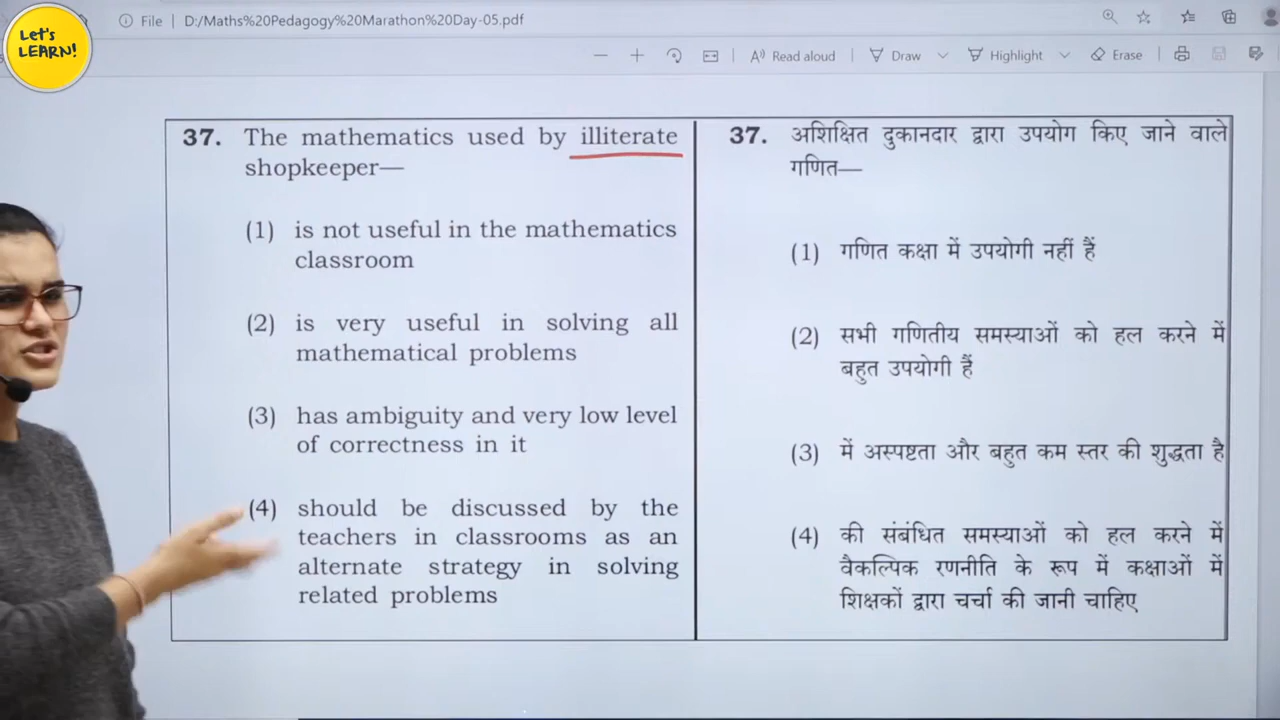 Let's
LEARN!
File
D:/Maths%20Pedagogy%20Marathon%20Day-05.pdf
A)) Read aloud
Draw
Highlight
Erase
37. The mathematics used by illiterate
shopkeeper—
(1) is not useful in the mathematics
classroom
(2) is very useful in solving all
mathematical problems
(3) has ambiguity and very low level
of correctness in it
(4) should be discussed by the
teachers in classrooms as an
alternate strategy in solving
related problems
37. अशिक्षित दुकानदार द्वारा उपयोग किए जाने वाले
गणित—
(1) गणित कक्षा में उपयोगी नहीं हैं
(2) सभी गणितीय समस्याओं को हल करने में
बहुत उपयोगी हैं
(3) में अस्पष्टता और बहुत कम स्तर की शुद्धता है
(4) की संबंधित समस्याओं को हल करने में
वैकल्पिक रणनीति के रूप में कक्षाओं में
शिक्षकों द्वारा चर्चा की जानी चाहिए